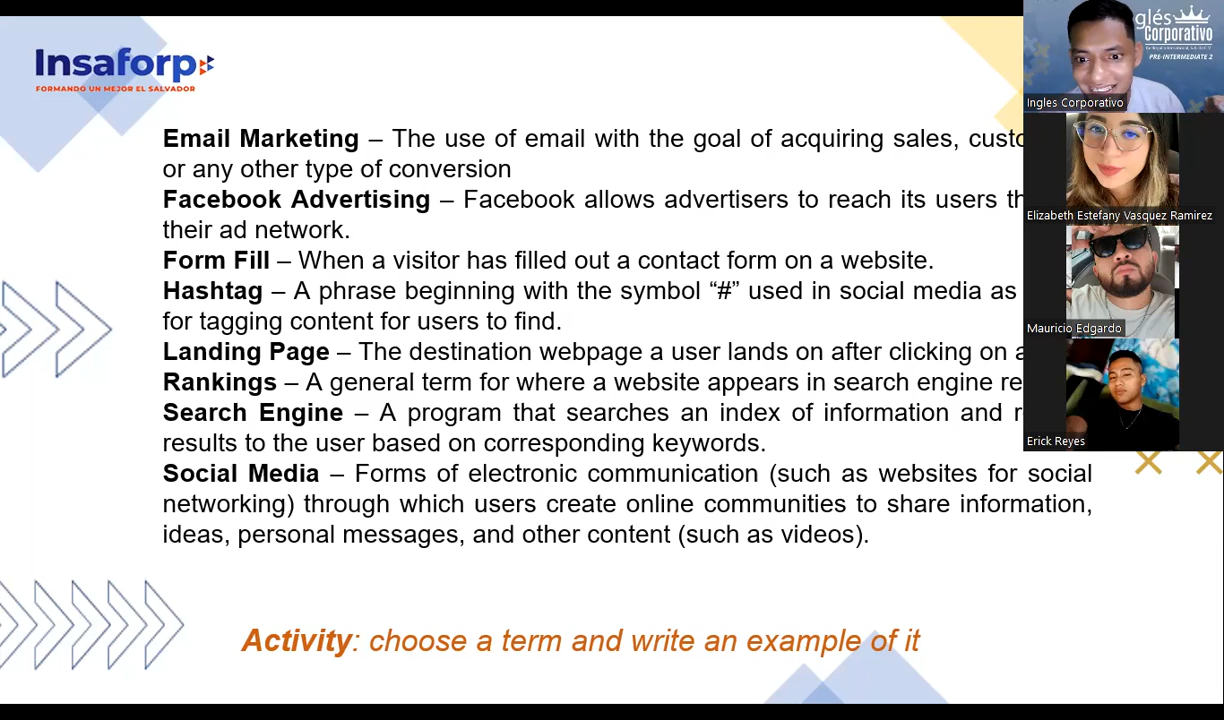 Insaforp
FORMANDO UN MEJOR EL SALVADOR
Email Marketing – The use of email with the goal of acquiring sales,
or any other type of conversion
Facebook Advertising – Facebook allows advertisers to reach its users
their ad network.
Form Fill – When a visitor has filled out a contact form on a website.
Hashtag – A phrase beginning with the symbol “#” used in social media as
for tagging content for users to find.
Landing Page – The destination webpage a user lands on after clicking on
Rankings – A general term for where a website appears in search engine
Search Engine – A program that searches an index of information and
results to the user based on corresponding keywords.
Social Media – Forms of electronic communication (such as websites for social
networking) through which users create online communities to share information,
ideas, personal messages, and other content (such as videos).
Activity: choose a term and write an example of it
glés
Corporativo
PRE-INTERMEDIATE 2
Ingles Corporativo
Elizabeth Estefany Vasquez Ramirez
Mauricio Edgardo
Erick Reyes